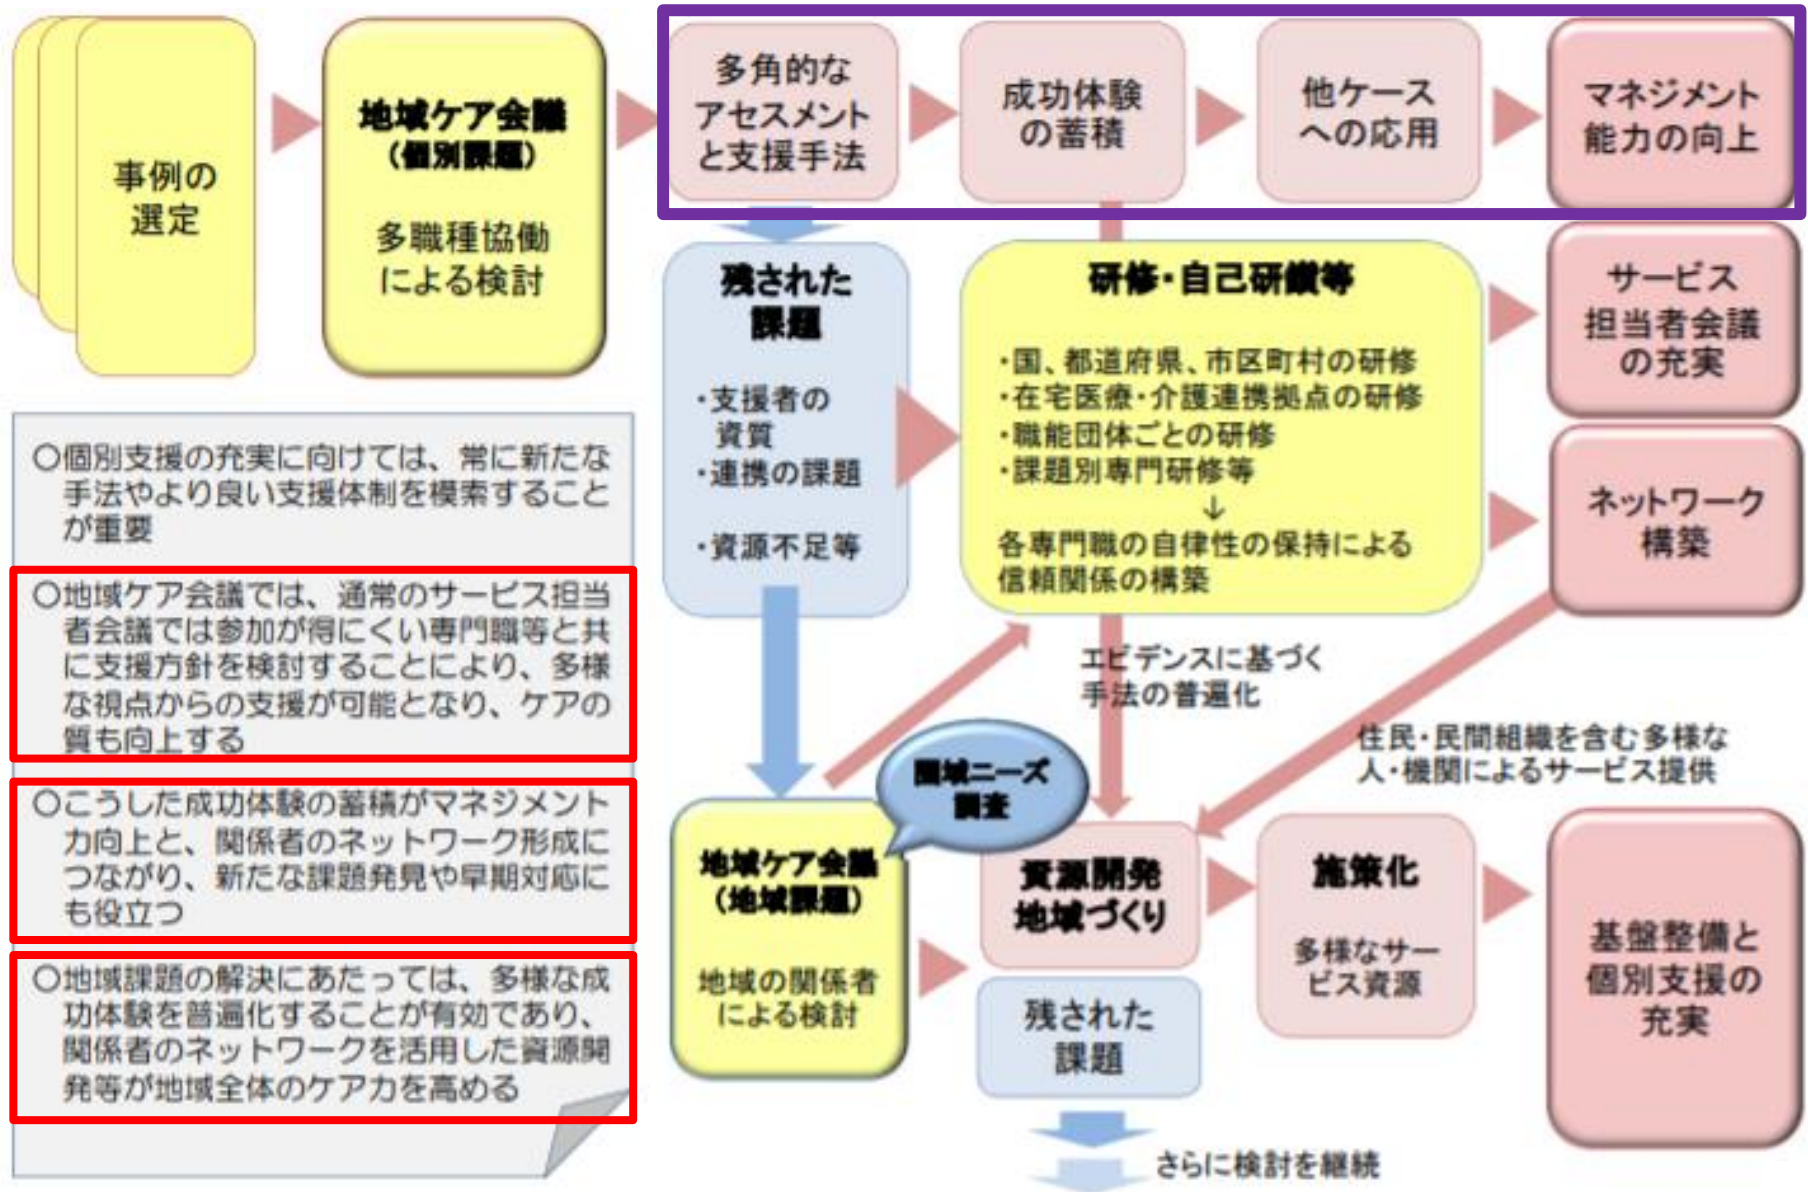 事例の
選定
地域ケア会議
(個別課題)
多職種協働
による検討
多角的な
アセスメント
と支援手法
成功体験
の蓄積
他ケース
への応用
マネジメント
能力の向上
残された
課題
・支援者の
資質
・連携の課題
・資源不足等
研修・自己研鑽等
・国、都道府県、市区町村の研修
・在宅医療・介護連携拠点の研修
・職能団体ごとの研修
・課題別専門研修等
↓
各専門職の自律性の保持による
信頼関係の構築
サービス
担当者会議
の充実
ネットワーク
構築
○個別支援の充実に向けては、常に新たな
手法やより良い支援体制を模索すること
が重要
○地域ケア会議では、通常のサービス担当
者会議では参加が得にくい専門職等と共
に支援方針を検討することにより、多様
な視点からの支援が可能となり、ケアの
質も向上する
○こうした成功体験の蓄積がマネジメント
力向上と、関係者のネットワーク形成に
つながり、新たな課題発見や早期対応に
も役立つ
○地域課題の解決にあたっては、多様な成
功体験を普遍化することが有効であり、
関係者のネットワークを活用した資源開
発等が地域全体のケア力を高める
エビデンスに基づく
手法の普遍化
住民・民間組織を含む多様な
人・機関によるサービス提供
圏域ニーズ
調査
地域ケア会議
(地域課題)
地域の関係者
による検討
資源開発
地域づくり
残された
課題
施策化
多様なサー
ビス資源
基盤整備と
個別支援の
充実
さらに検討を継続